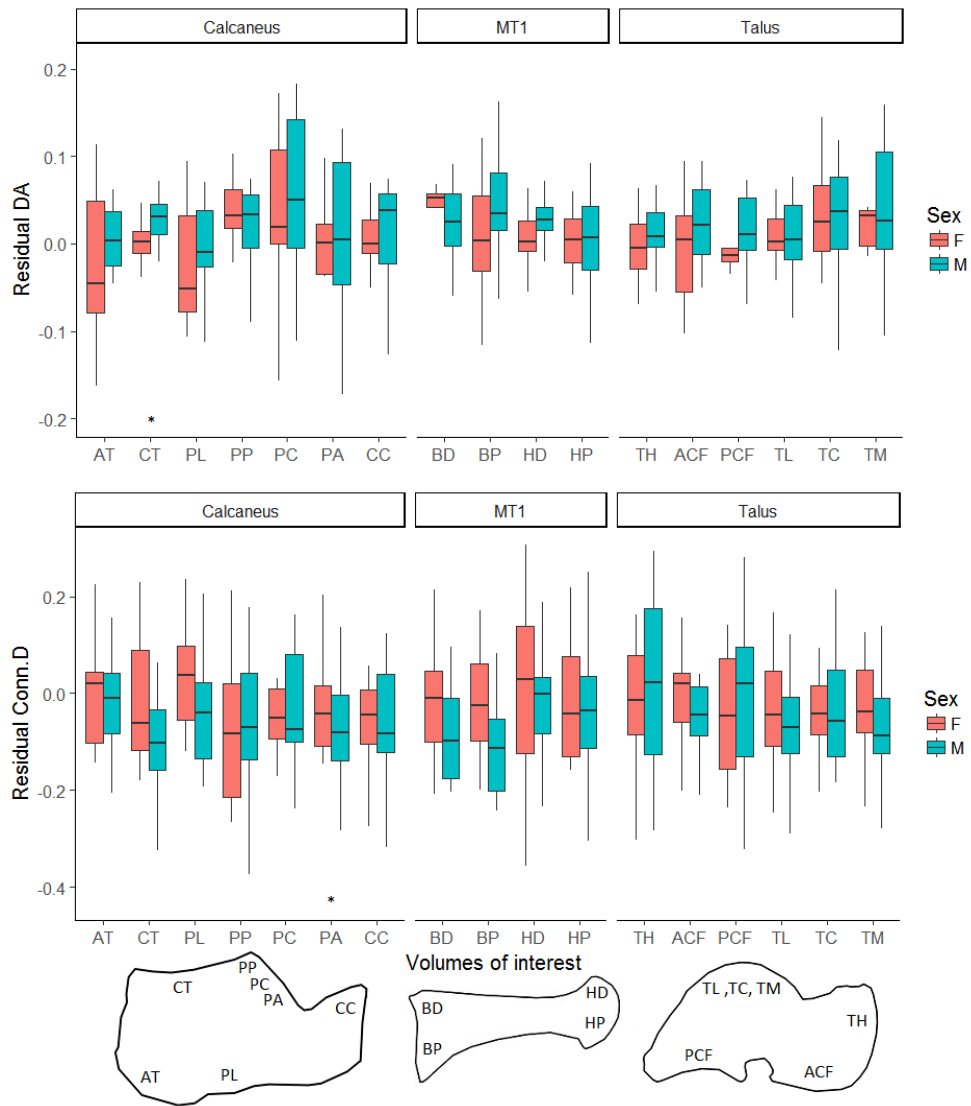 Calcaneus MT1 Talus
0.2
0.1
0.0
-0.1
-0.2
Residual DA
Sex
F
M
*
AT CT PL PP PC PA CC BD BP HD HP TH ACF PCF TL TC TM
Calcaneus MT1 Talus
0.2
0.0
-0.2
-0.4
Residual Conn.D
Sex
F
M
*
AT CT PL PP PC PA CC BD BP HD HP TH ACF PCF TL TC TM
Volumes of interest
PP
CT PC
PA
CC
AT PL
HD
BD
HP
BP
TL ,TC, TM
TH
PCF
ACF